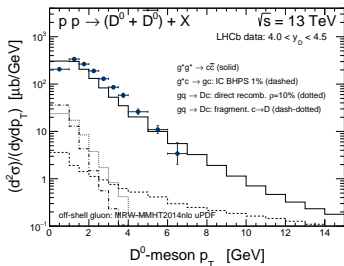 p p → (D⁰ + D̅⁰) + X √s = 13 TeV
LHCb data: 4.0 < y_D < 4.5
g*g* → cc̅ (solid)
g*c → gc: IC BHPS 1% (dashed)
gq → Dc: direct recomb. ρ=10% (dotted)
gq → Dc: fragment. c→D (dash-dotted)
(d²σ)/(dydp_T) [μb/GeV]
10³
10²
10
1
10⁻¹
off-shell gluon: MRW-MMHT2014nlo uPDF
0 2 4 6 8 10 12 14
D⁰-meson p_T [GeV]